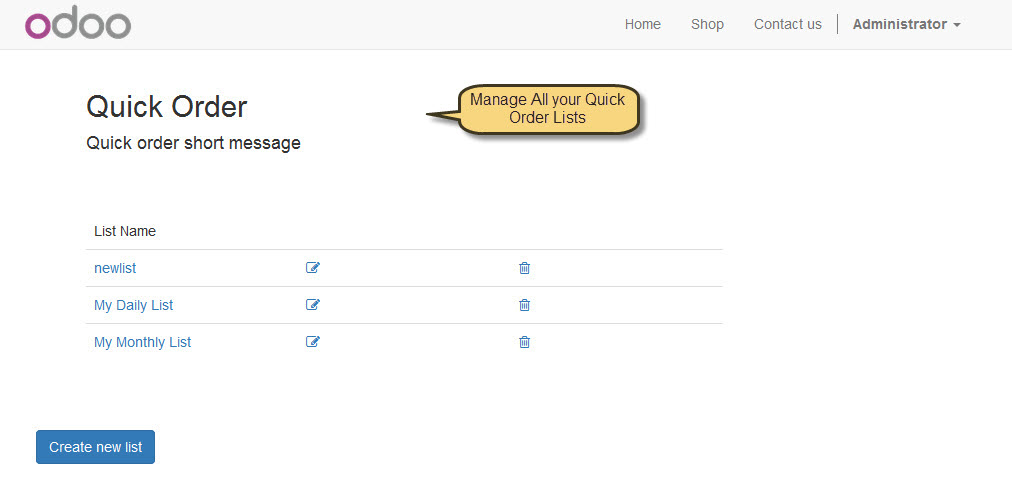 odoo
Home
Shop
Contact us
Administrator
Quick Order
Manage All your Quick
Order Lists
Quick order short message
List Name
newlist
My Daily List
My Monthly List
Create new list